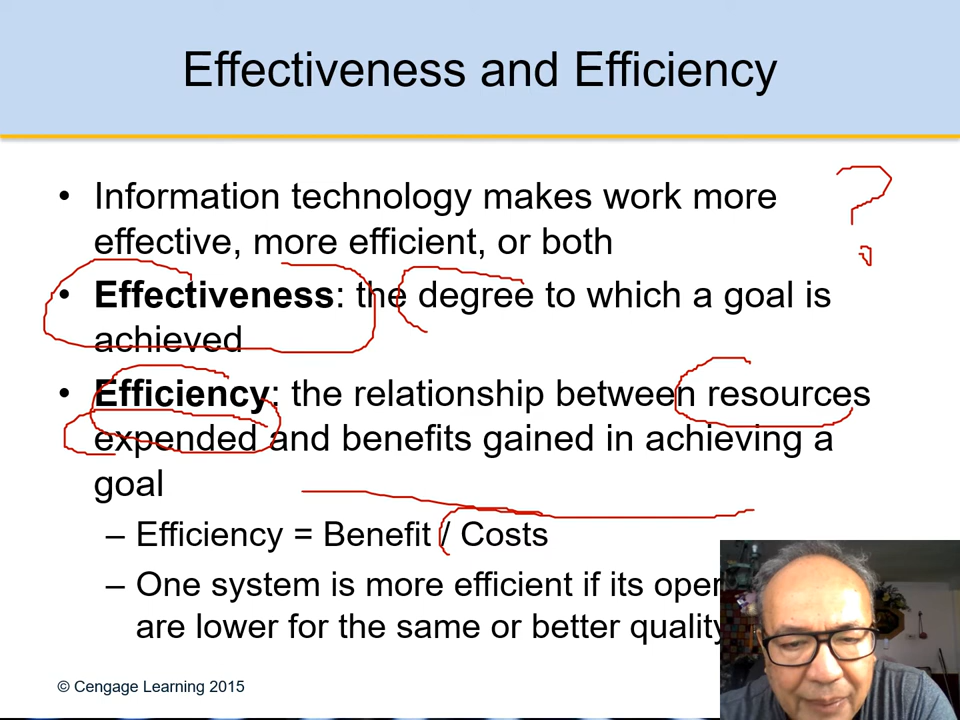 Effectiveness and Efficiency
• Information technology makes work more
effective, more efficient, or both
• Effectiveness: the degree to which a goal is
achieved
• Efficiency: the relationship between resources
expended and benefits gained in achieving a
goal
– Efficiency = Benefit / Costs
– One system is more efficient if its
are lower for the same or better quality
© Cengage Learning 2015
?